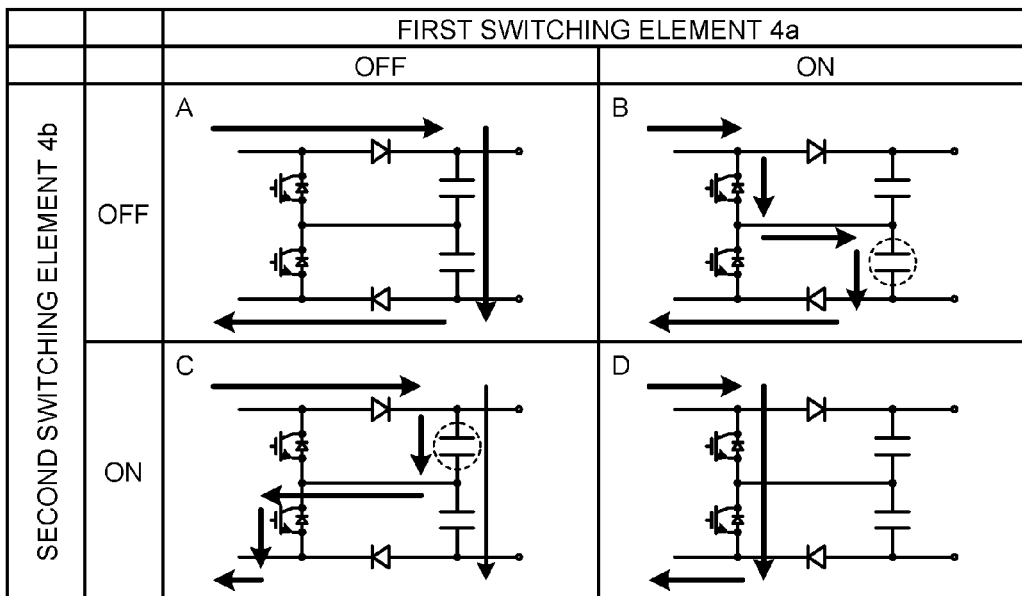 FIRST SWITCHING ELEMENT 4a
OFF
ON
SECOND SWITCHING ELEMENT 4b
OFF
A
B
ON
C
D